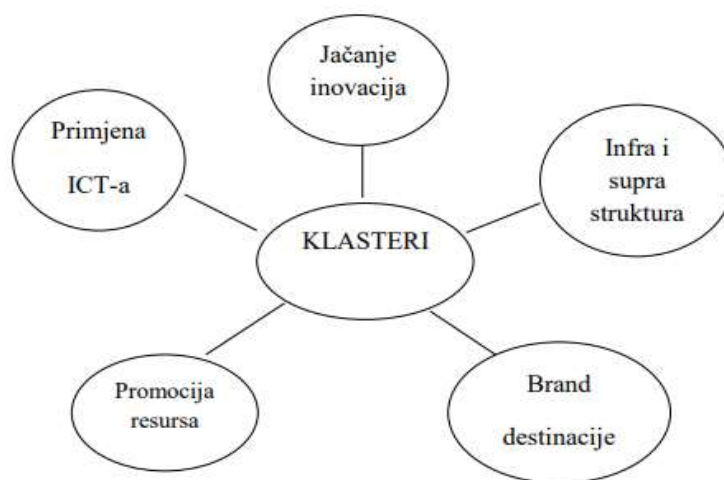 Jačanje
inovacija
Primjena
ICT-a
Infra i
supra
struktura
KLASTERI
Promocija
resursa
Brand
destinacije